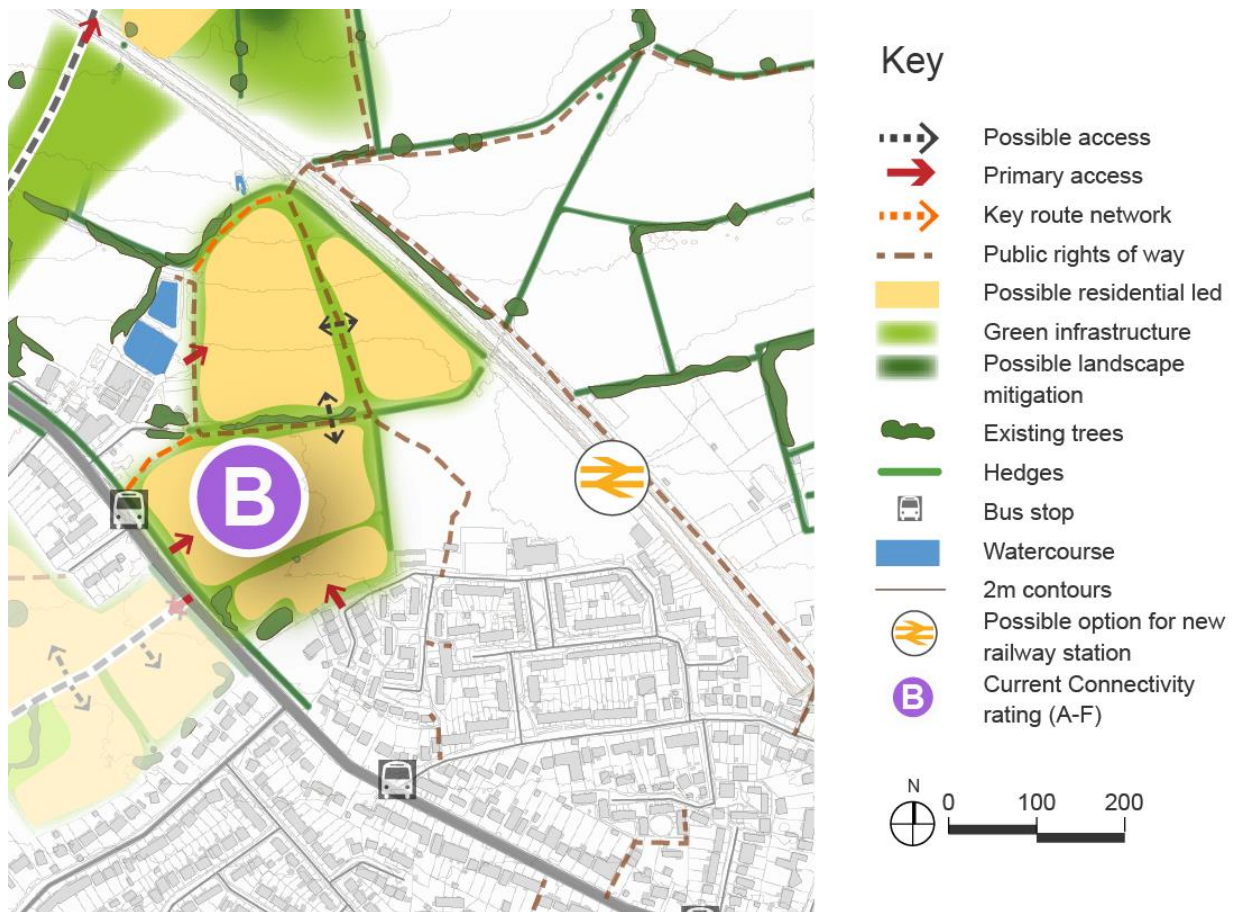 Key
Possible access
Primary access
Key route network
Public rights of way
Possible residential led
Green infrastructure
Possible landscape
mitigation
Existing trees
Hedges
Bus stop
Watercourse
2m contours
Possible option for new
railway station
B
Current Connectivity
rating (A-F)
N
0 100 200
B